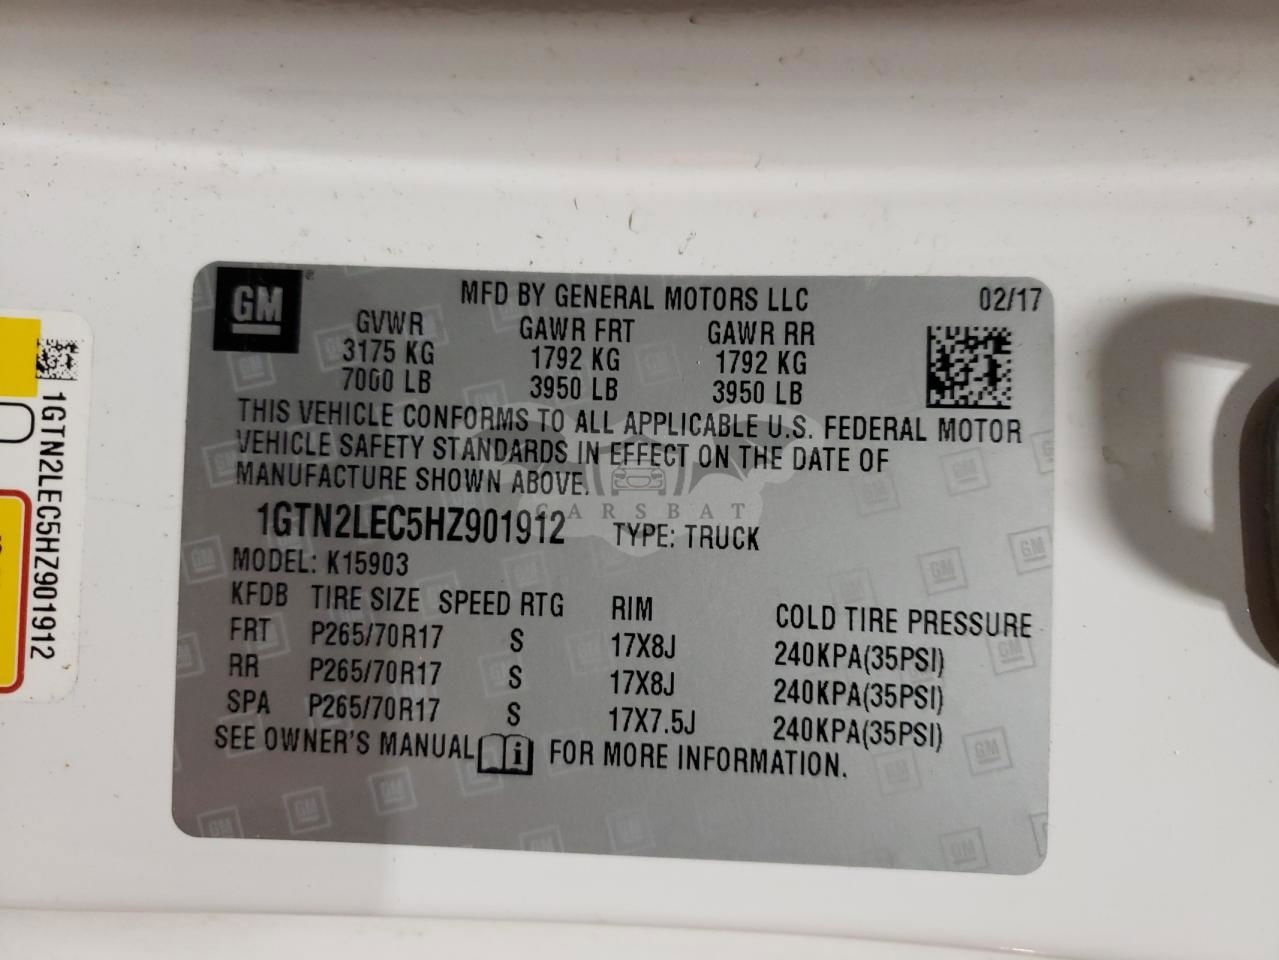 GM
MFD BY GENERAL MOTORS LLC 02/17
GVWR GAWR FRT GAWR RR
3175 KG 1792 KG 1792 KG
7000 LB 3950 LB 3950 LB
THIS VEHICLE CONFORMS TO ALL APPLICABLE U.S. FEDERAL MOTOR
VEHICLE SAFETY STANDARDS IN EFFECT ON THE DATE OF
MANUFACTURE SHOWN ABOVE.
CARSBAT
1GTN2LEC5HZ901912 TYPE: TRUCK
MODEL: K15903
KFDB TIRE SIZE SPEED RTG RIM COLD TIRE PRESSURE
FRT P265/70R17 S 17X8J 240KPA(35PSI)
RR P265/70R17 S 17X8J 240KPA(35PSI)
SPA P265/70R17 S 17X7.5J 240KPA(35PSI)
SEE OWNER'S MANUAL i FOR MORE INFORMATION.
1GTN2LEC5HZ901912